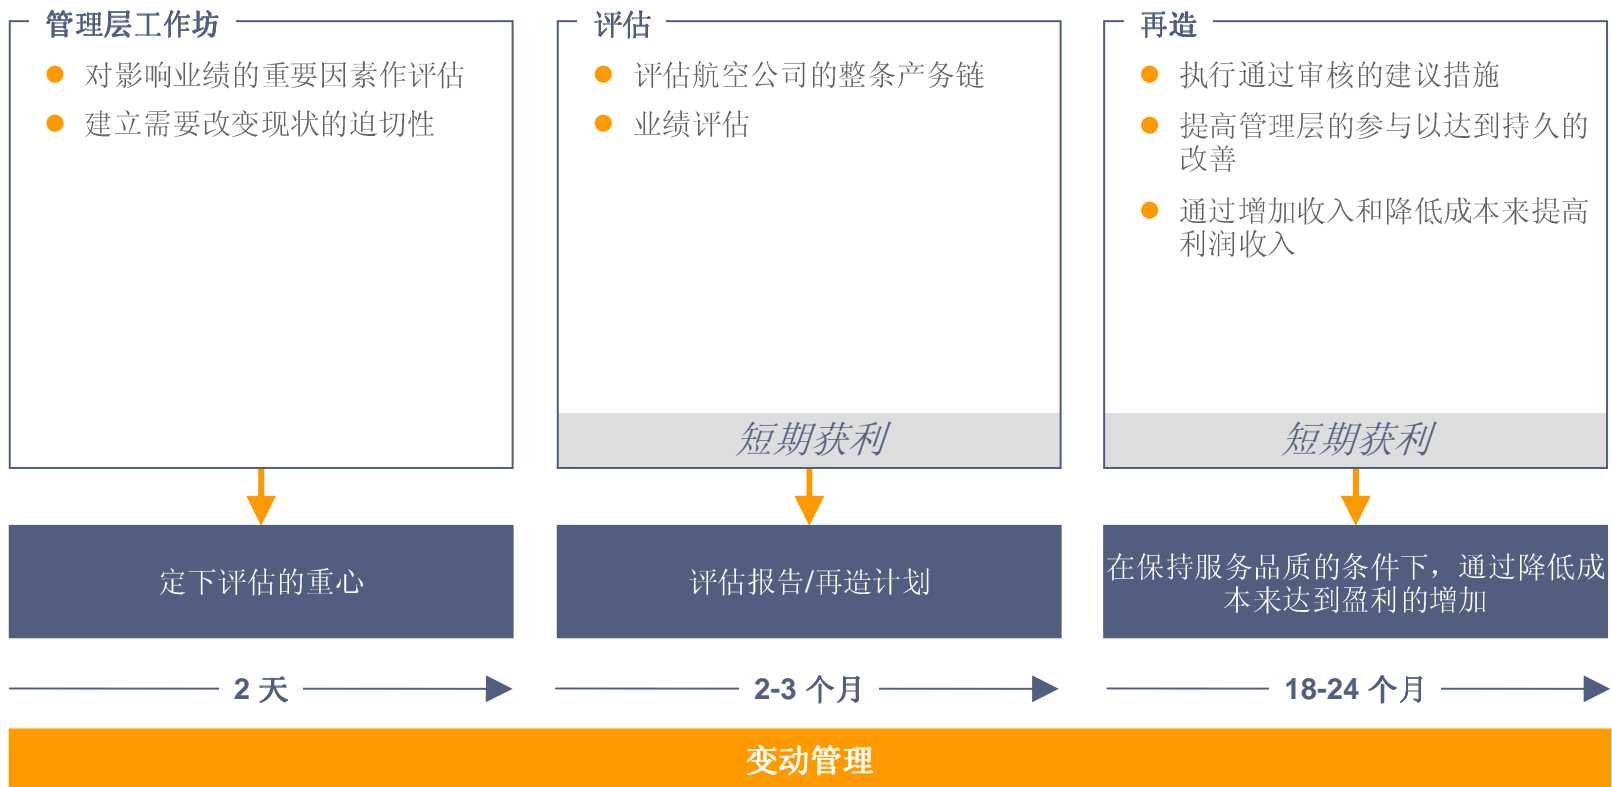 管理层工作坊
对影响业绩的重要因素作评估
建立需要改变现状的迫切性
评估
评估航空公司的整条产务链
业绩评估
短期获利
再造
执行通过审核的建议措施
提高管理层的参与以达到持久的
改善
通过增加收入和降低成本来提高
利润收入
短期获利
定下评估的重心
评估报告/再造计划
在保持服务品质的条件下，通过降低成
本来达到盈利的增加
2 天
2-3 个月
18-24 个月
变动管理